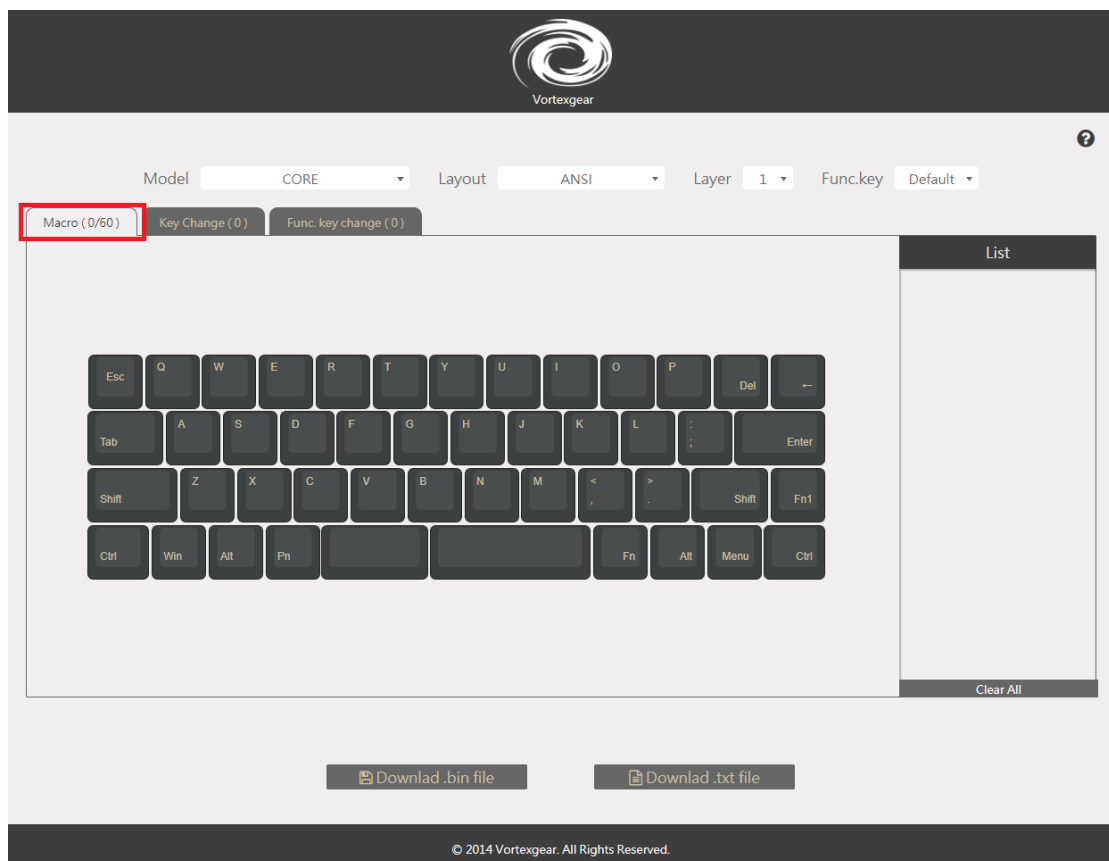 Vortexgear
Model CORE Layout ANSI Layer 1 Func.key Default
Macro ( 0/60 ) Key Change ( 0 ) Func. key change ( 0 )
List
Esc Q W E R T Y U I O P Del ←
Tab A S D F G H J K L : ; Enter
Shift Z X C V B N M < , > . Shift Fn1
Ctrl Win Alt Pn Fn Alt Menu Ctrl
Clear All
Downlad .bin file Downlad .txt file
© 2014 Vortexgear. All Rights Reserved.